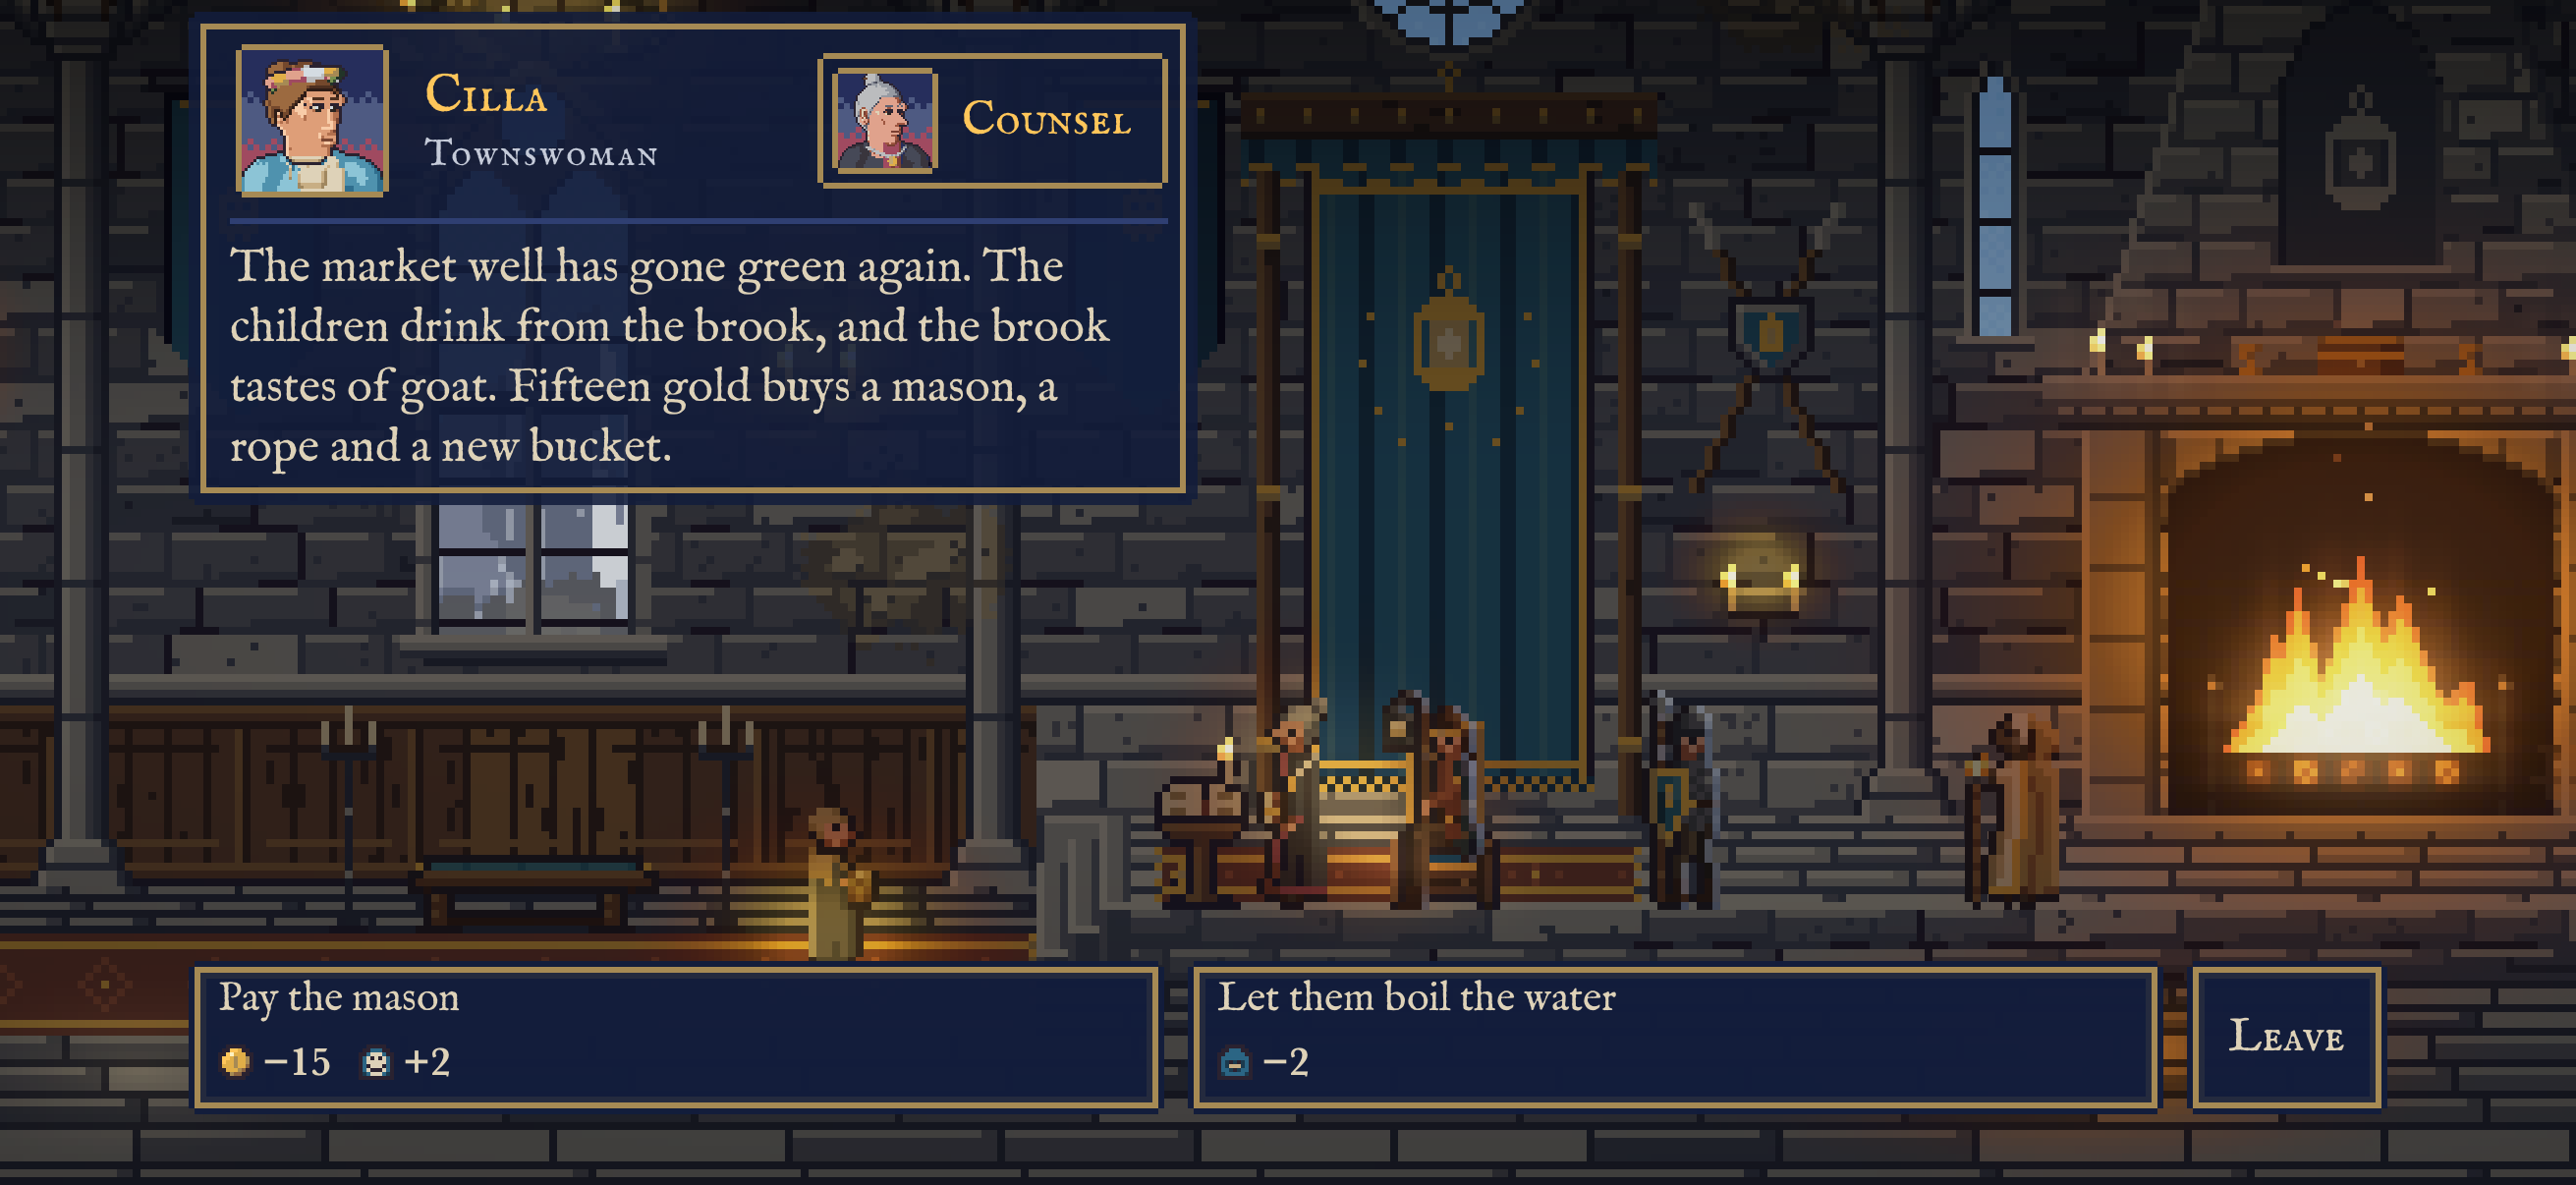 Cilla
Townswoman
Counsel
The market well has gone green again. The
children drink from the brook, and the brook
tastes of goat. Fifteen gold buys a mason, a
rope and a new bucket.
Pay the mason
−15 +2
Let them boil the water
−2
Leave